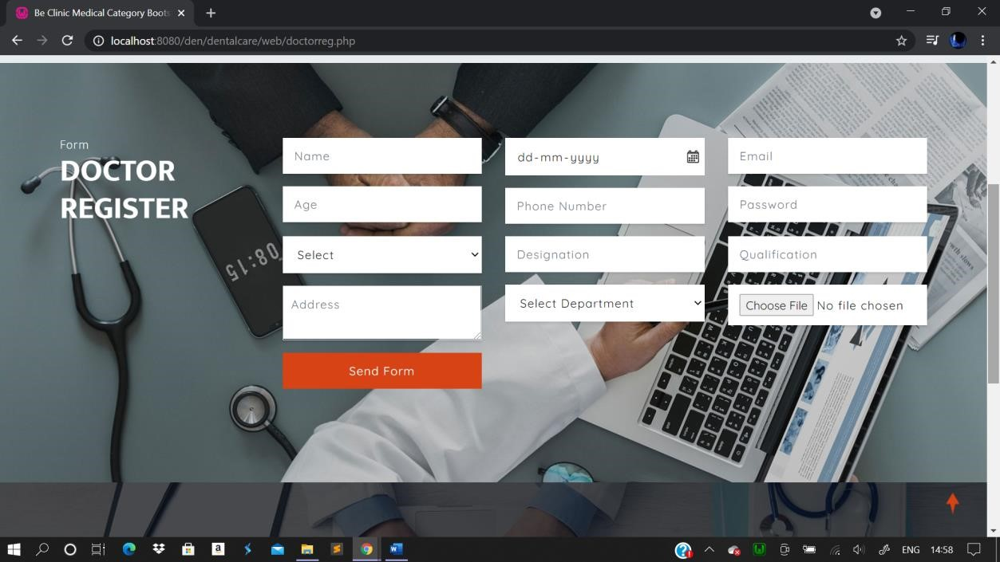 Be Clinic Medical Category Boots
localhost:8080/den/dentalcare/web/doctorreg.php
Form
DOCTOR
REGISTER
Name
dd-mm-yyyy
Email
Age
Phone Number
Password
Select
Designation
Qualification
Address
Select Department
Choose File No file chosen
Send Form
08:15
ENG 14:58